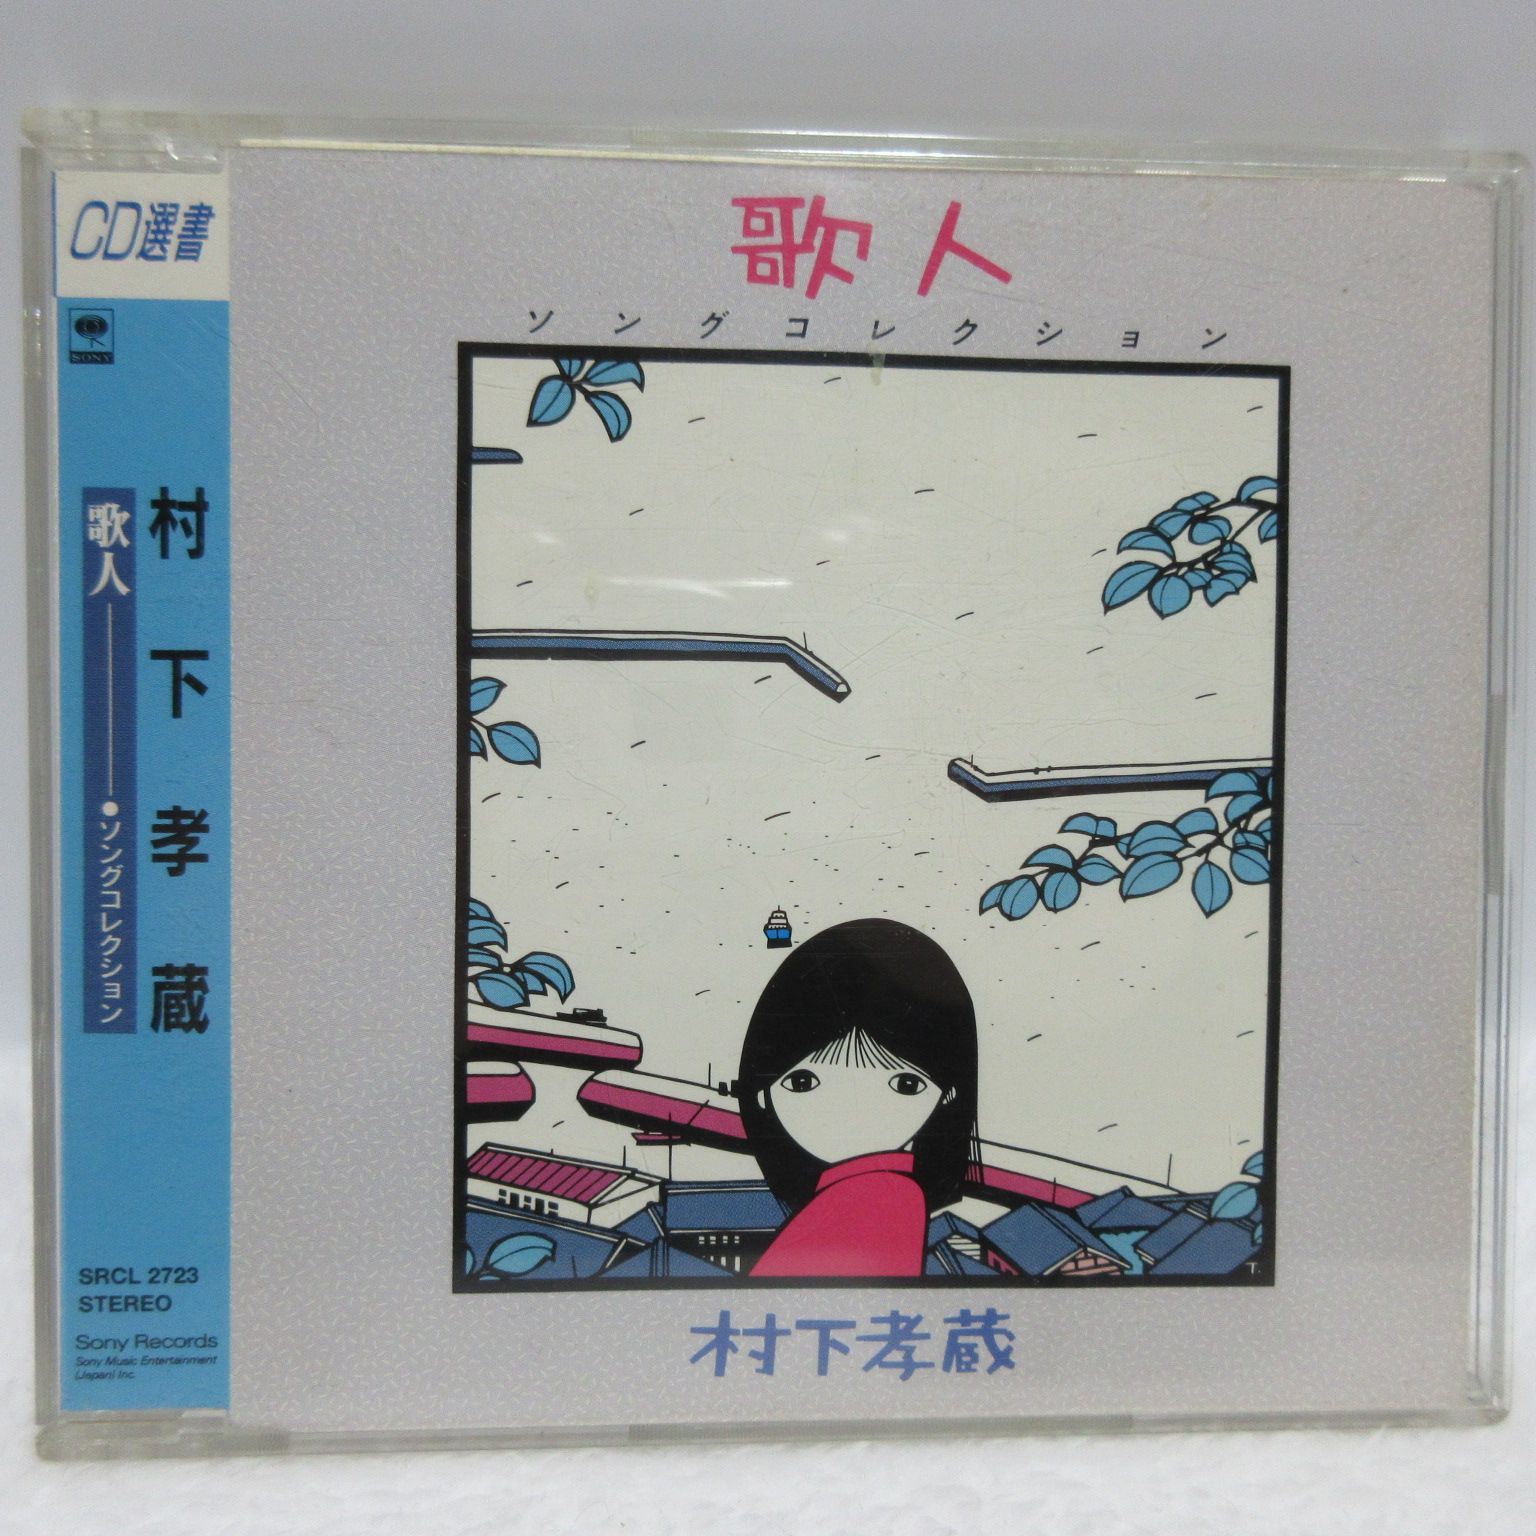 CD選書
SONY
村下孝蔵
歌人
●ソングコレクション
SRCL 2723
STEREO
Sony Records
Sony Music Entertainment
(Japan) Inc.
歌人
ソングコレクション
T.
村下孝蔵